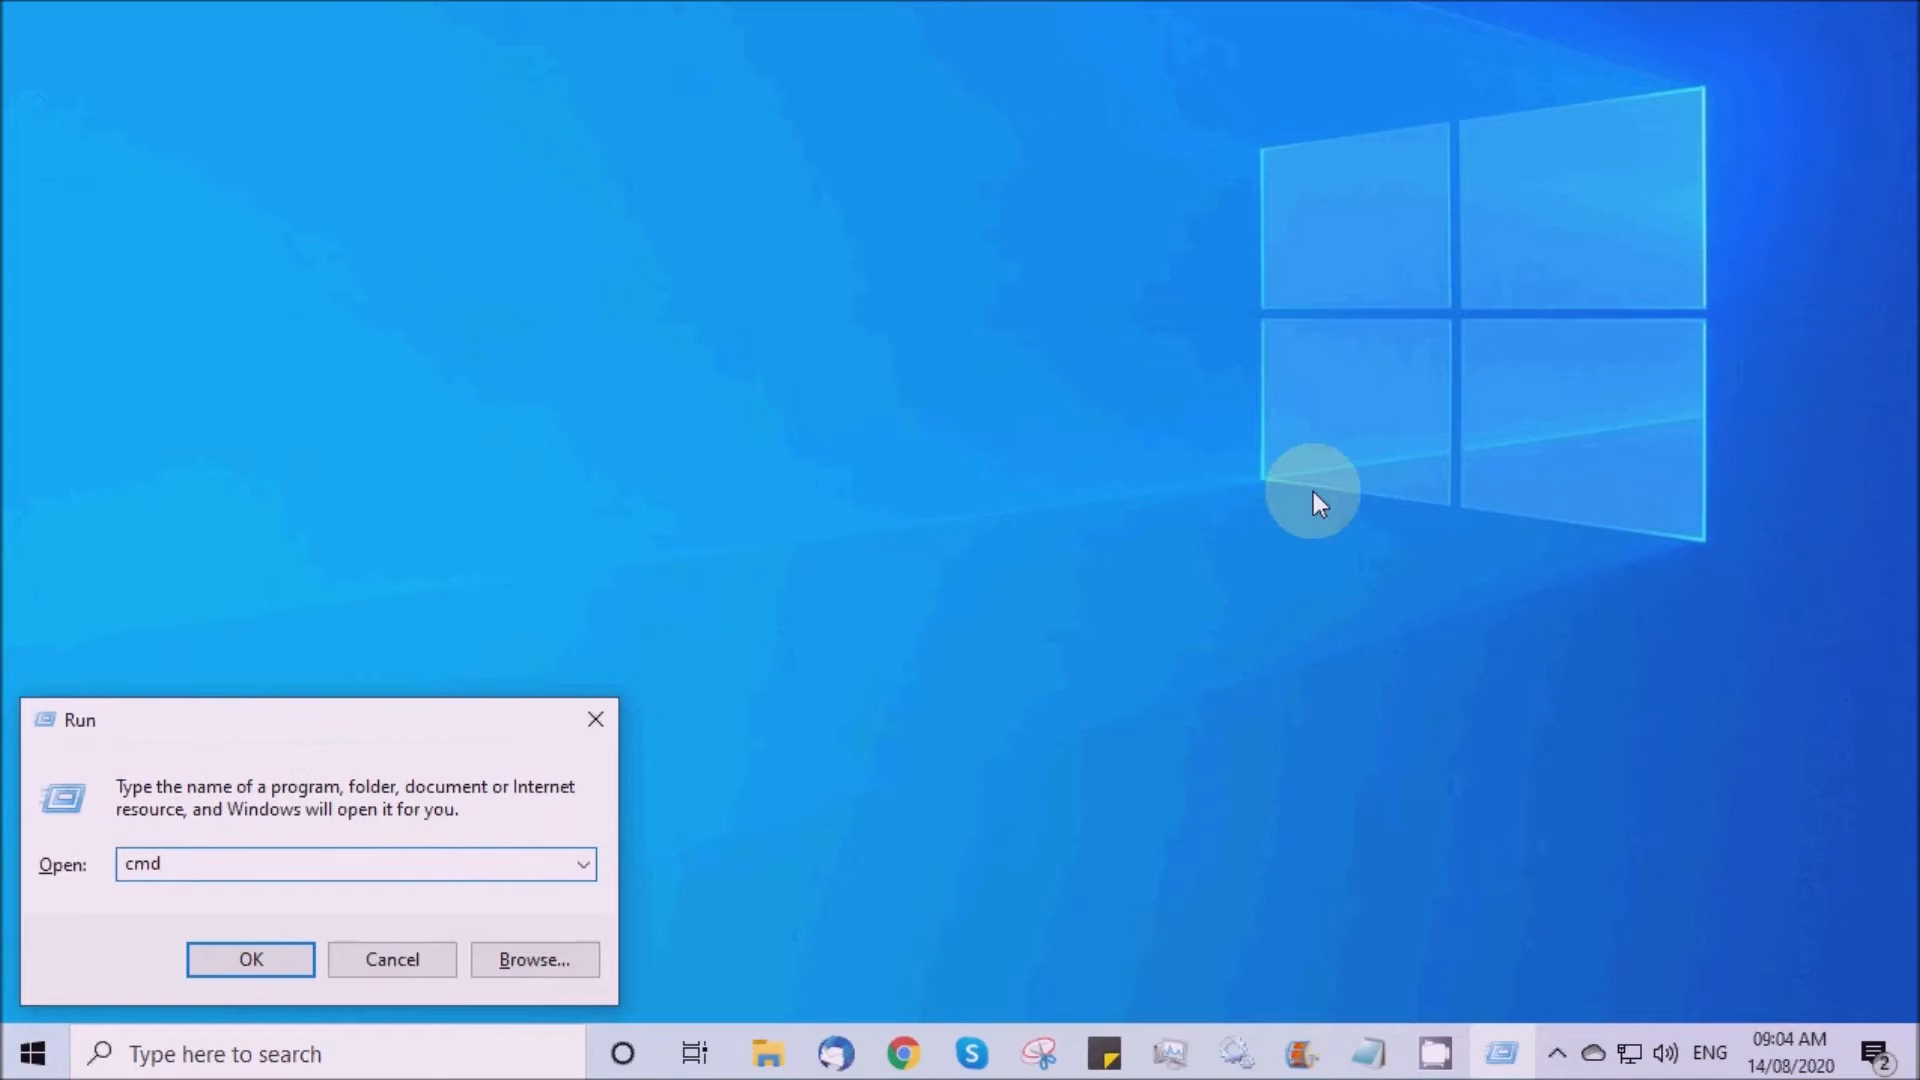 Run
Type the name of a program, folder, document or Internet
resource, and Windows will open it for you.
Open:
cmd
OK
Cancel
Browse...
Type here to search
S
ENG
09:04 AM
14/08/2020
2